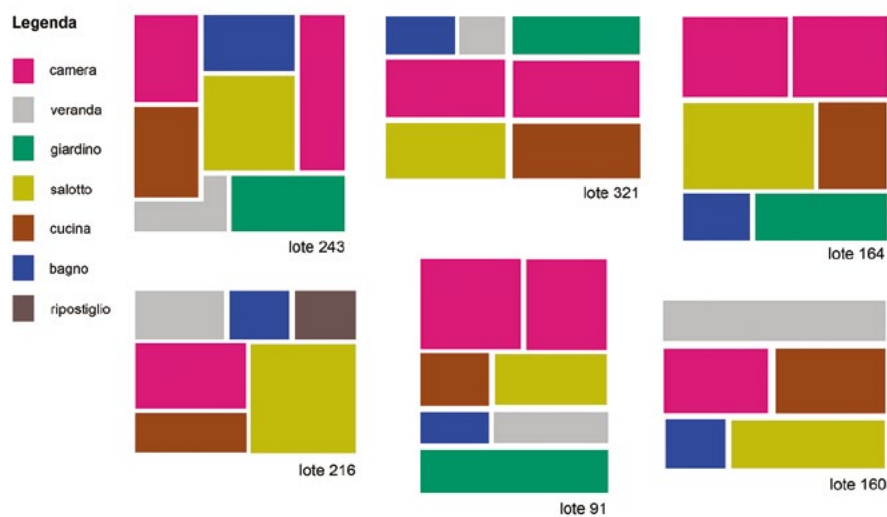 Legenda
camera
veranda
giardino
salotto
cucina
bagno
ripostiglio
lote 243
lote 321
lote 164
lote 216
lote 91
lote 160